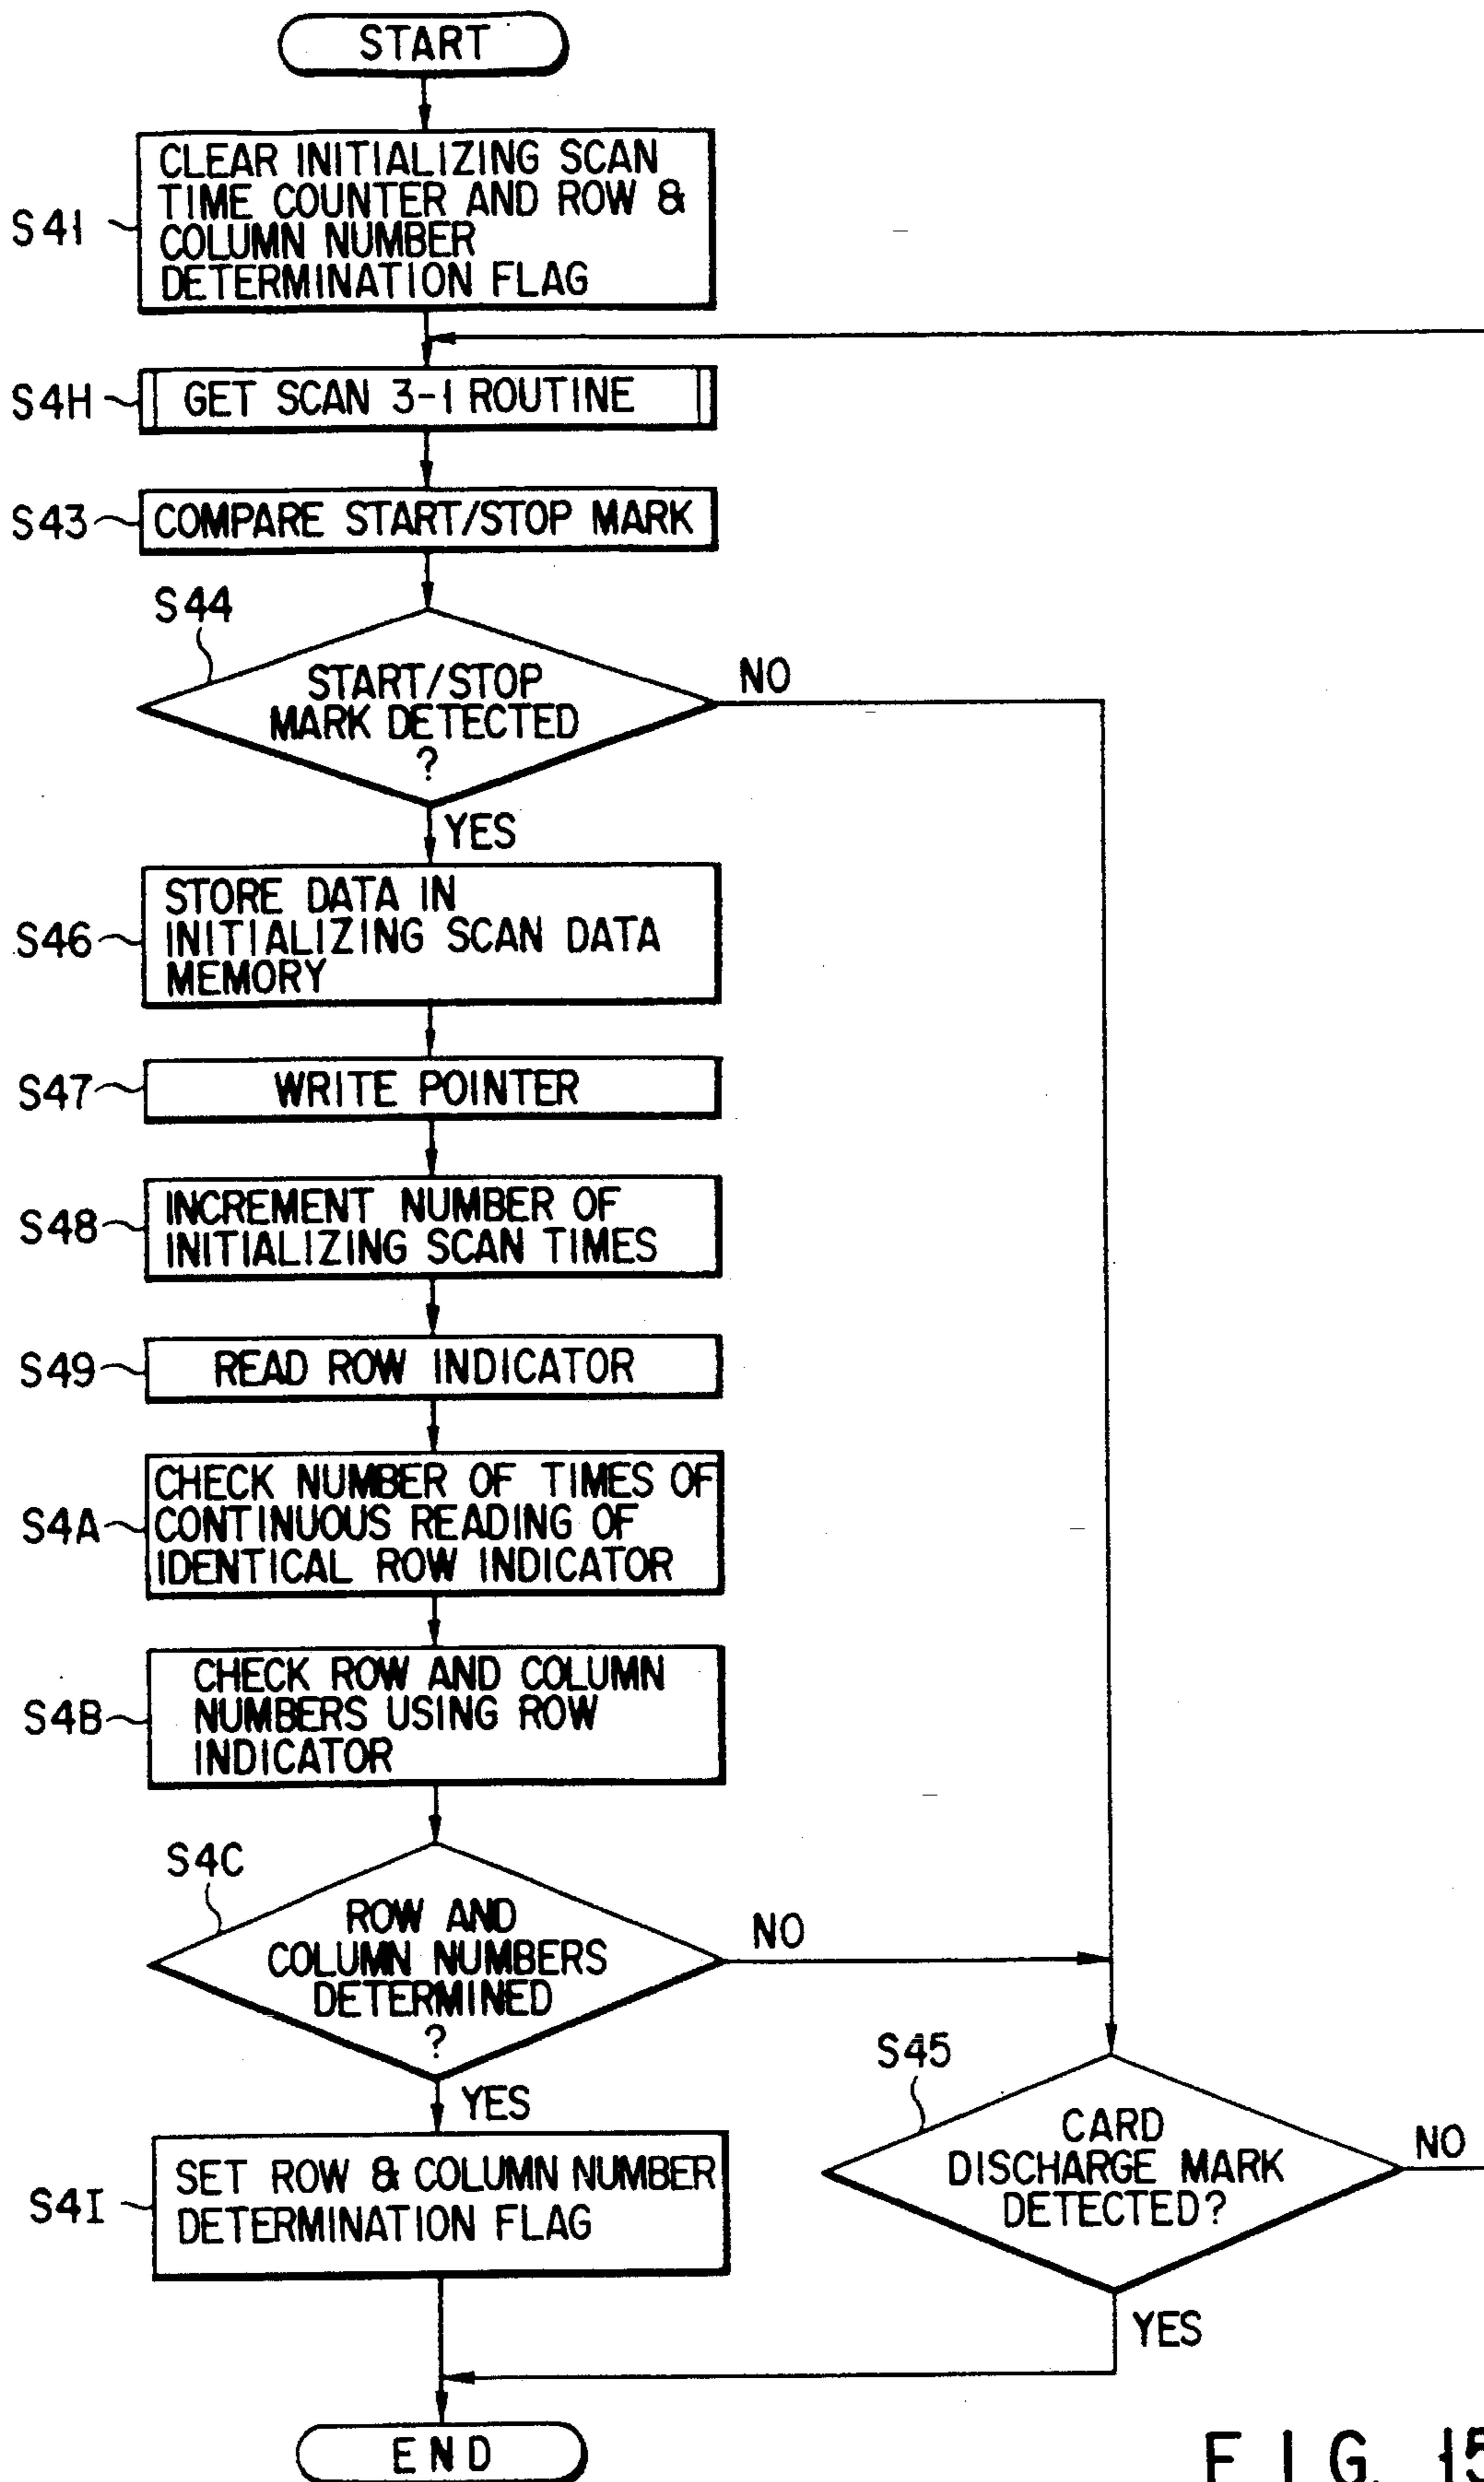 START
S41
CLEAR INITIALIZING SCAN
TIME COUNTER AND ROW &
COLUMN NUMBER
DETERMINATION FLAG
S4H
GET SCAN 3-1 ROUTINE
S43
COMPARE START/STOP MARK
S44
START/STOP
MARK DETECTED
?
NO
YES
S46
STORE DATA IN
INITIALIZING SCAN DATA
MEMORY
S47
WRITE POINTER
S48
INCREMENT NUMBER OF
INITIALIZING SCAN TIMES
S49
READ ROW INDICATOR
S4A
CHECK NUMBER OF TIMES OF
CONTINUOUS READING OF
IDENTICAL ROW INDICATOR
S4B
CHECK ROW AND COLUMN
NUMBERS USING ROW
INDICATOR
S4C
ROW AND
COLUMN NUMBERS
DETERMINED
?
NO
YES
S45
CARD
DISCHARGE MARK
DETECTED?
NO
YES
S4I
SET ROW & COLUMN NUMBER
DETERMINATION FLAG
END
FIG. 15